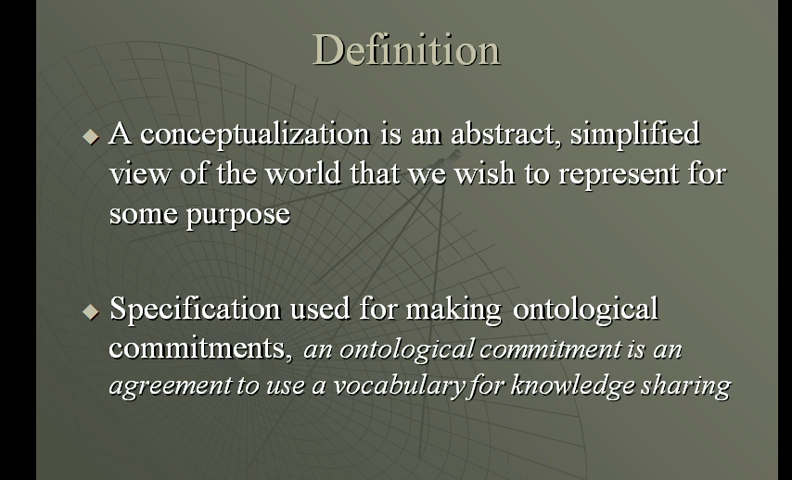 Definition
A conceptualization is an abstract, simplified
view of the world that we wish to represent for
some purpose
Specification used for making ontological
commitments, an ontological commitment is an
agreement to use a vocabulary for knowledge sharing